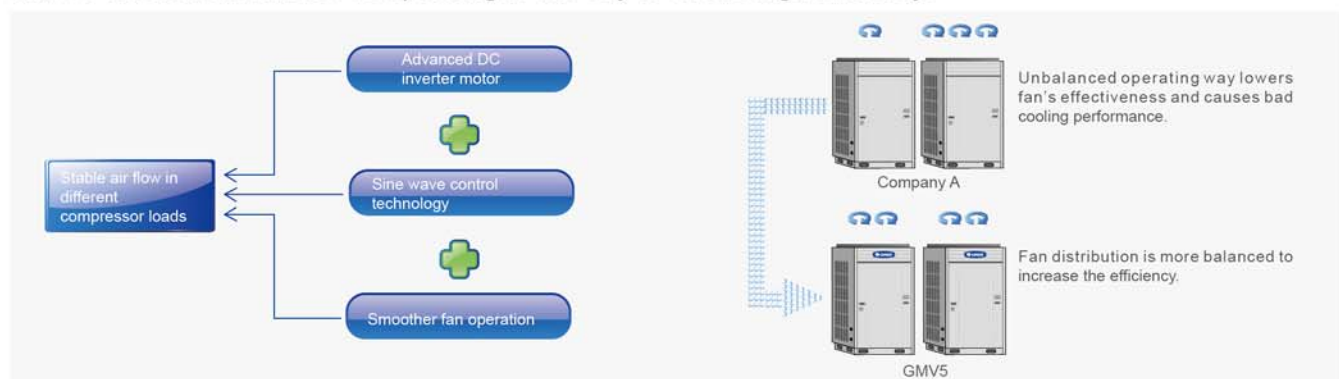 Advanced DC
inverter motor
Stable air flow in
different
compressor loads
Sine wave control
technology
Smoother fan operation
Unbalanced operating way lowers
fan's effectiveness and causes bad
cooling performance.
Company A
Fan distribution is more balanced to
increase the efficiency.
GMV5